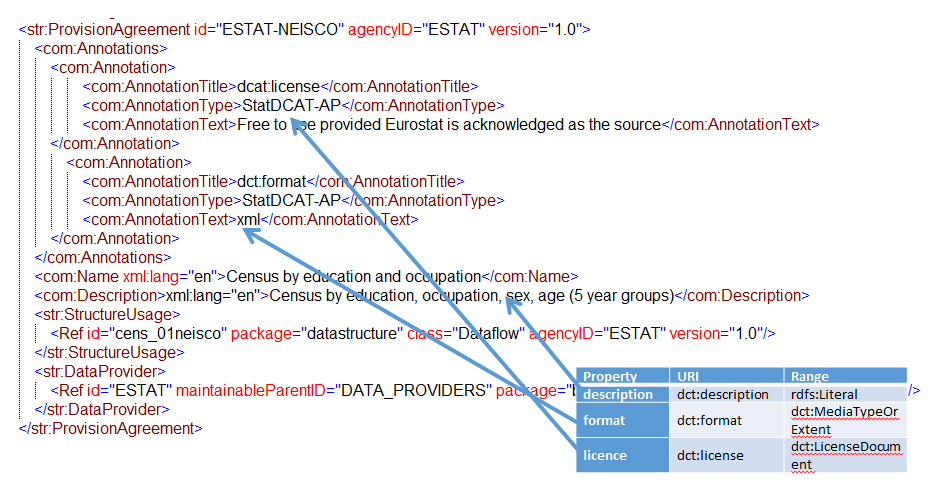 <str:ProvisionAgreement id="ESTAT-NEISCO" agencyID="ESTAT" version="1.0">
<com:Annotations>
<com:Annotation>
<com:AnnotationTitle>dcat:license</com:AnnotationTitle>
<com:AnnotationType>StatDCAT-AP</com:AnnotationType>
<com:AnnotationText>Free to use provided Eurostat is acknowledged as the source</com:AnnotationText>
</com:Annotation>
<com:Annotation>
<com:AnnotationTitle>dct:format</com:AnnotationTitle>
<com:AnnotationType>StatDCAT-AP</com:AnnotationType>
<com:AnnotationText>xml</com:AnnotationText>
</com:Annotation>
</com:Annotations>
<com:Name xml:lang="en">Census by education and occupation</com:Name>
<com:Description>xml:lang="en">Census by education, occupation, sex, age (5 year groups)</com:Description>
<str:StructureUsage>
<Ref id="cens_01neisco" package="datastructure" class="Dataflow" agencyID="ESTAT" version="1.0"/>
</str:StructureUsage>
<str:DataProvider>
<Ref id="ESTAT" maintainableParentID="DATA_PROVIDERS" package="b />
</str:DataProvider>
</str:ProvisionAgreement>
Property URI Range
description dct:description rdfs:Literal
format dct:format dct:MediaTypeOr
Extent
licence dct:license dct:LicenseDocum
ent